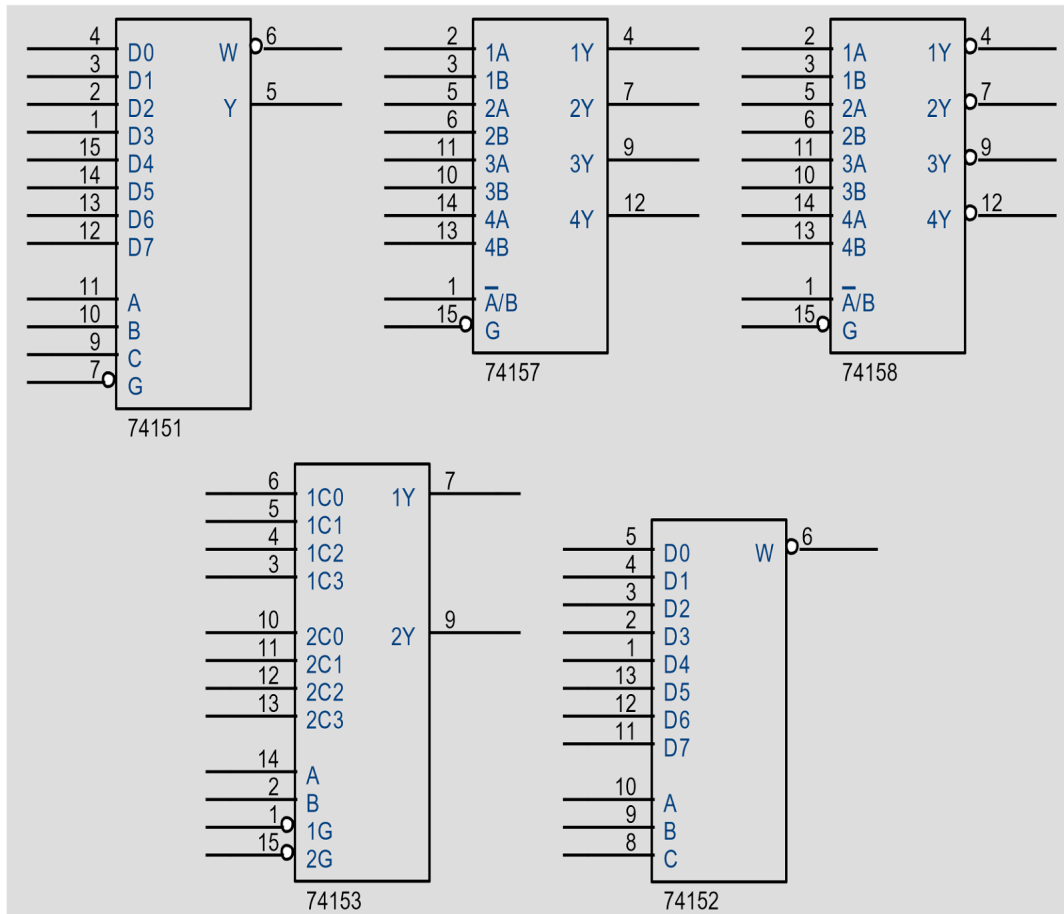 4 D0 W 6
3 D1
2 D2 Y 5
1 D3
15 D4
14 D5
13 D6
12 D7
11 A
10 B
9 C
7 G
74151
2 1A 1Y 4
3 1B
5 2A 2Y 7
6 2B
11 3A 3Y 9
10 3B
14 4A 4Y 12
13 4B
1 A̅/B
15 G
74157
2 1A 1Y 4
3 1B
5 2A 2Y 7
6 2B
11 3A 3Y 9
10 3B
14 4A 4Y 12
13 4B
1 A̅/B
15 G
74158
6 1C0 1Y 7
5 1C1
4 1C2
3 1C3
10 2C0 2Y 9
11 2C1
12 2C2
13 2C3
14 A
2 B
1 1G
15 2G
74153
5 D0 W 6
4 D1
3 D2
2 D3
1 D4
13 D5
12 D6
11 D7
10 A
9 B
8 C
74152